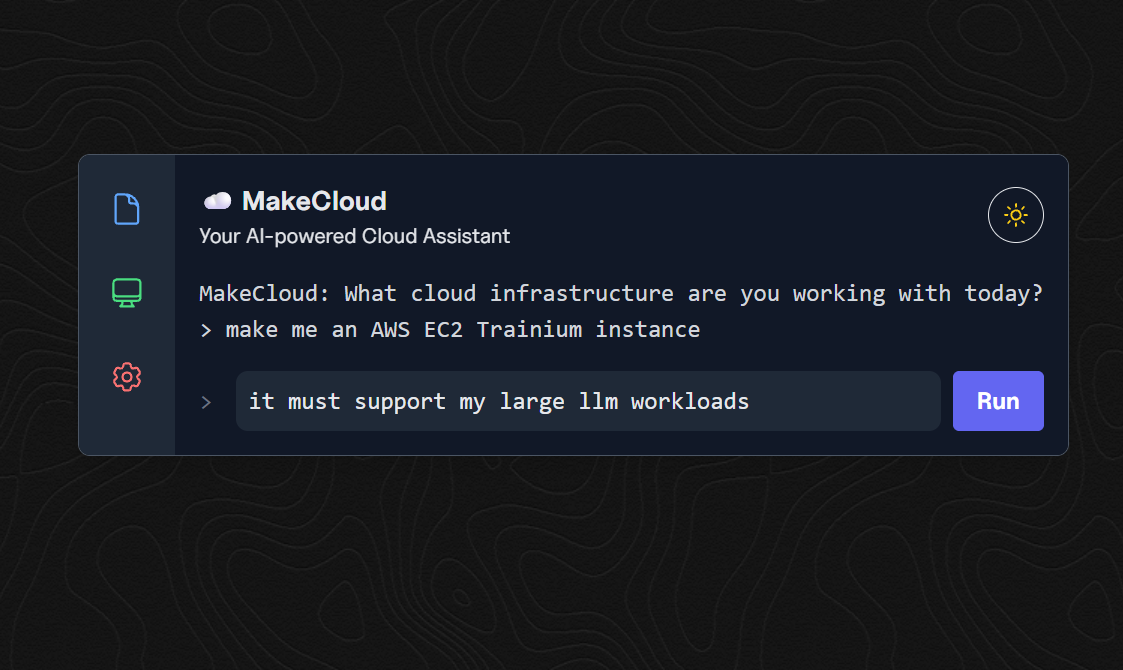 MakeCloud
Your AI-powered Cloud Assistant
MakeCloud: What cloud infrastructure are you working with today?
> make me an AWS EC2 Trainium instance
> it must support my large llm workloads
Run